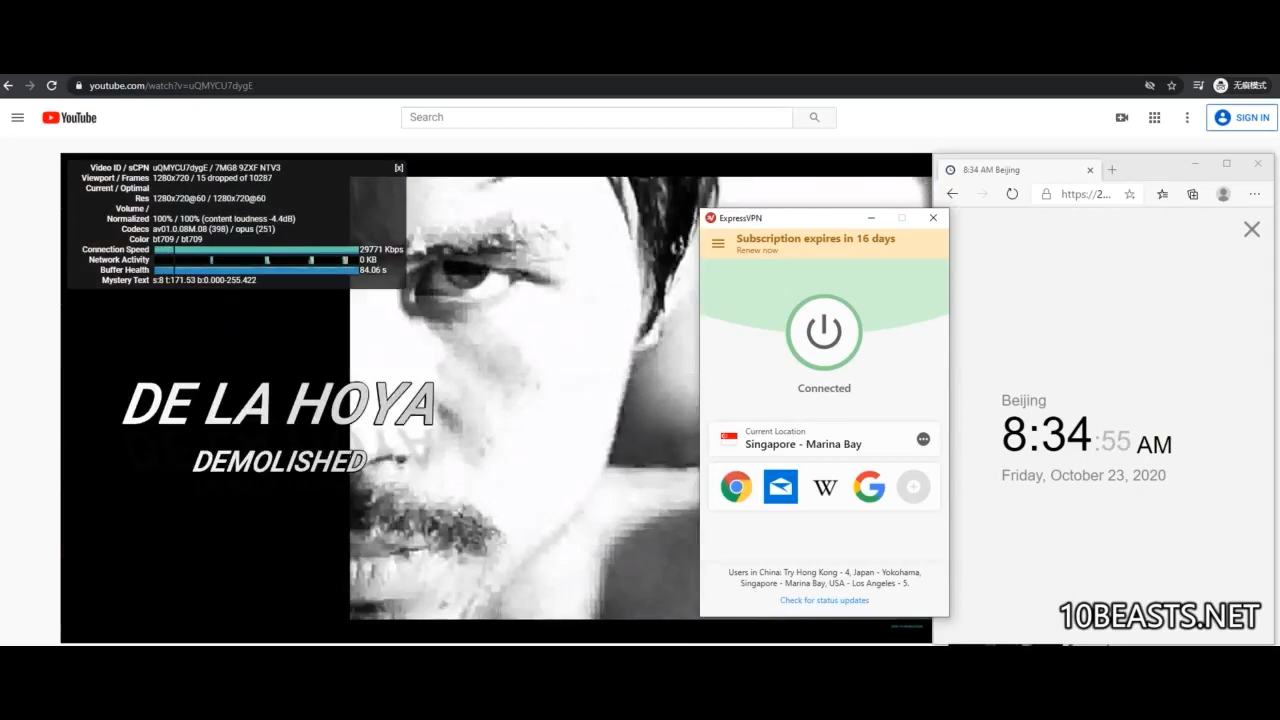 youtube.com/watch?v=uQMYCU7dygE
无痕模式
YouTube
Search
SIGN IN
Video ID / sCPN uQMYCU7dygE / 7MG8 9ZXF NTV3
[x]
Viewport / Frames 1280x720 / 15 dropped of 10287
Current / Optimal
Res 1280x720@60 / 1280x720@60
Volume /
Normalized 100% / 100% (content loudness -4.4dB)
Codecs av01.0.08M.08 (398) / opus (251)
Color bt709 / bt709
Connection Speed 29771 Kbps
Network Activity 0 KB
Buffer Health 84.06 s
Mystery Text s:8 t:171.53 b:0.000-255.422
DE LA HOYA
DEMOLISHED
ExpressVPN
Subscription expires in 16 days
Renew now
Connected
Current Location
Singapore - Marina Bay
W
G
Users in China: Try Hong Kong - 4, Japan - Yokohama,
Singapore - Marina Bay, USA - Los Angeles - 5.
Check for status updates
8:34 AM Beijing
https://2...
Beijing
8:34:55 AM
Friday, October 23, 2020
10BEASTS.NET